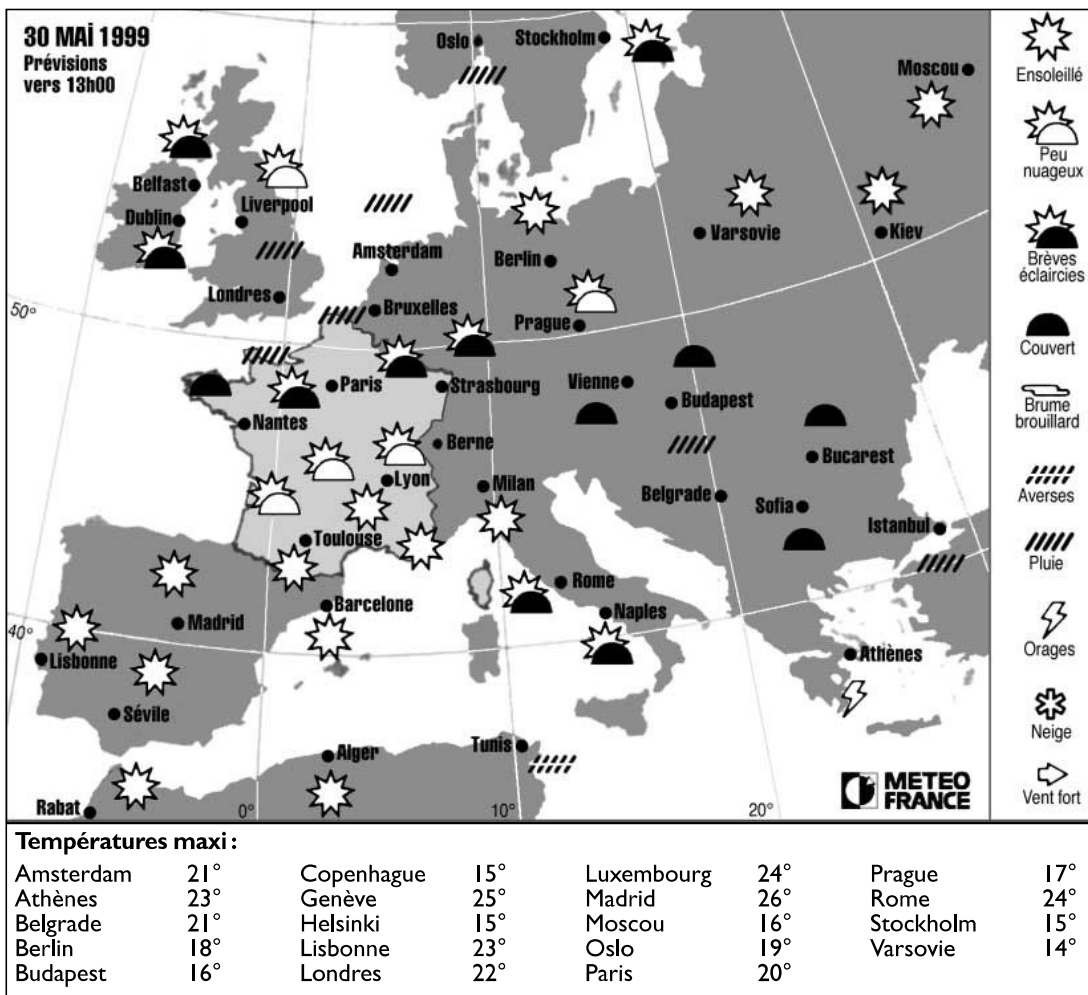 30 MAI 1999
Prévisions
vers 13h00
Oslo
Stockholm
Moscou
Belfast
Dublin
Liverpool
Londres
Amsterdam
Bruxelles
Berlin
Prague
Varsovie
Kiev
50°
Paris
Strasbourg
Nantes
Berne
Lyon
Toulouse
Vienne
Budapest
Milan
Belgrade
Bucarest
Sofia
Istanbul
Rome
Naples
Athènes
Barcelone
Madrid
40°
Lisbonne
Sévile
Alger
Tunis
Rabat
0°
10°
20°
METEO
FRANCE
Ensoleillé
Peu
nuageux
Brèves
éclaircies
Couvert
Brume
brouillard
Averses
Pluie
Orages
Neige
Vent fort
Températures maxi :
Amsterdam 21° Copenhague 15° Luxembourg 24° Prague 17°
Athènes 23° Genève 25° Madrid 26° Rome 24°
Belgrade 21° Helsinki 15° Moscou 16° Stockholm 15°
Berlin 18° Lisbonne 23° Oslo 19° Varsovie 14°
Budapest 16° Londres 22° Paris 20°